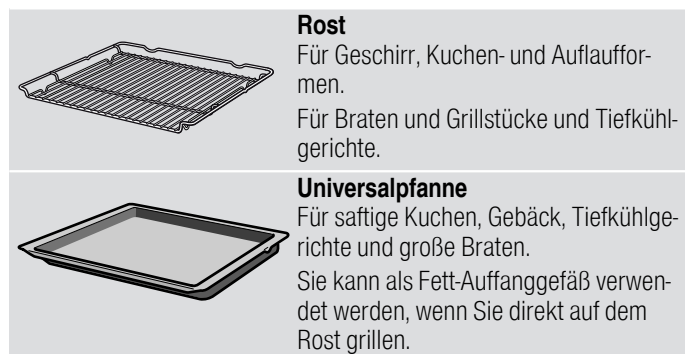 Rost
Für Geschirr, Kuchen- und Auflauffor-
men.
Für Braten und Grillstücke und Tiefkühl-
gerichte.
Universalpfanne
Für saftige Kuchen, Gebäck, Tiefkühlge-
richte und große Braten.
Sie kann als Fett-Auffanggefäß verwen-
det werden, wenn Sie direkt auf dem
Rost grillen.